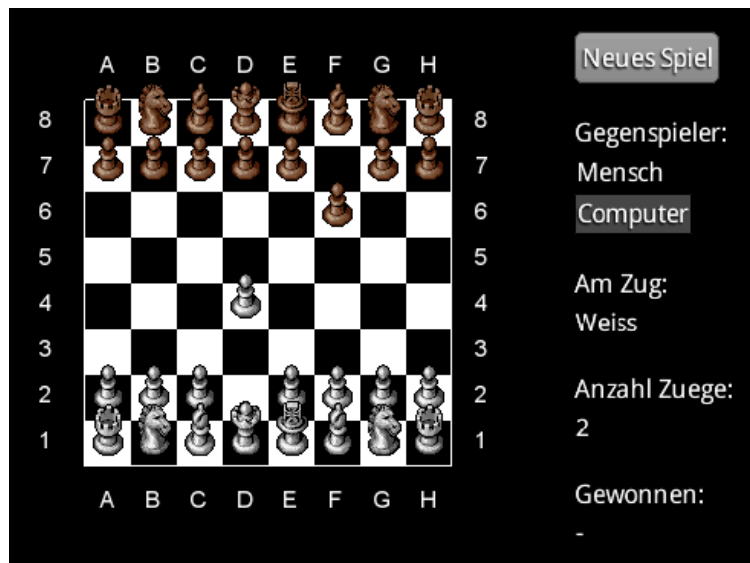 A B C D E F G H
8 8
7 7
6 6
5 5
4 4
3 3
2 2
1 1
A B C D E F G H
Neues Spiel
Gegenspieler:
Mensch
Computer
Am Zug:
Weiss
Anzahl Zuege:
2
Gewonnen:
-